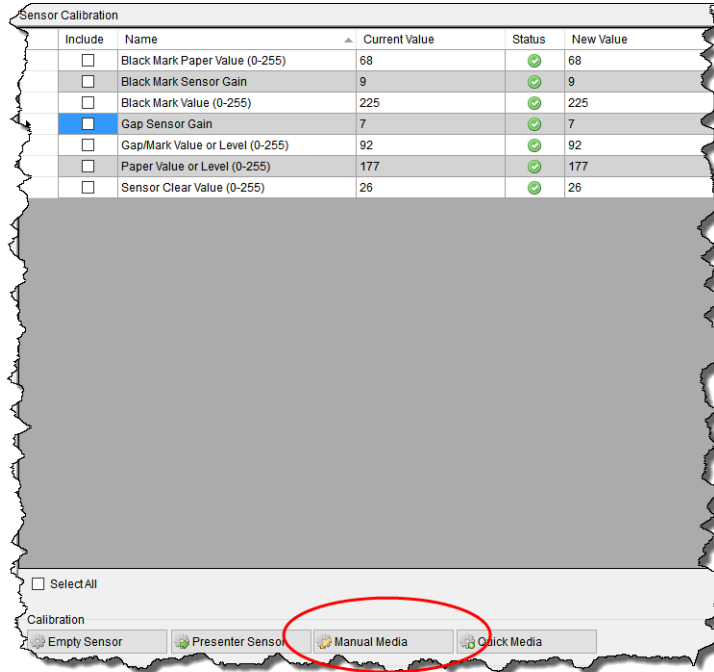 Sensor Calibration
Include Name Current Value Status New Value
Black Mark Paper Value (0-255) 68 68
Black Mark Sensor Gain 9 9
Black Mark Value (0-255) 225 225
Gap Sensor Gain 7 7
Gap/Mark Value or Level (0-255) 92 92
Paper Value or Level (0-255) 177 177
Sensor Clear Value (0-255) 26 26
Select All
Calibration
Empty Sensor Presenter Sensor Manual Media Quick Media